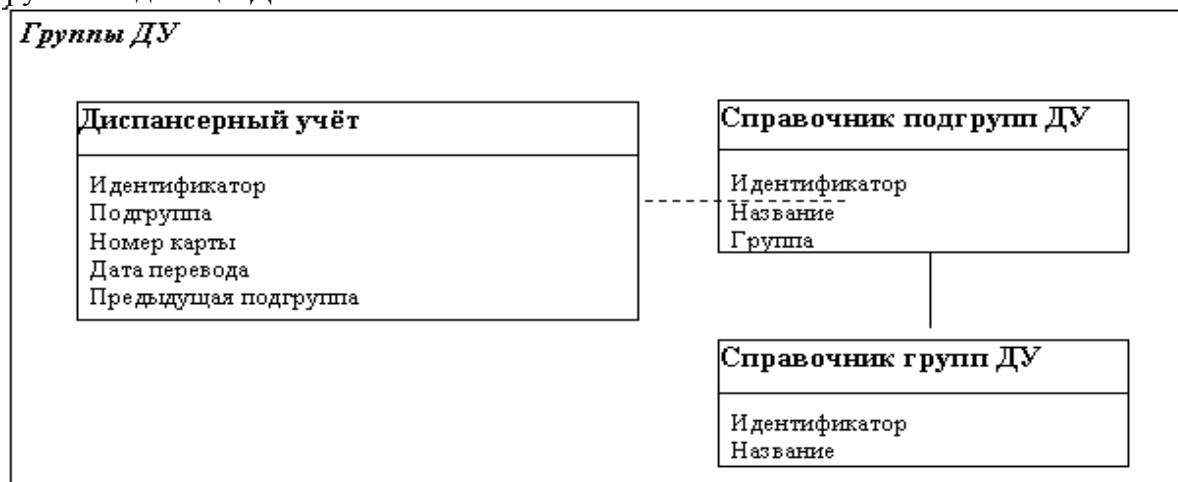 Группы ДУ
Диспансерный учёт
Идентификатор
Подгруппа
Номер карты
Дата перевода
Предыдущая подгруппа
Справочник подгрупп ДУ
Идентификатор
Название
Группа
Справочник групп ДУ
Идентификатор
Название